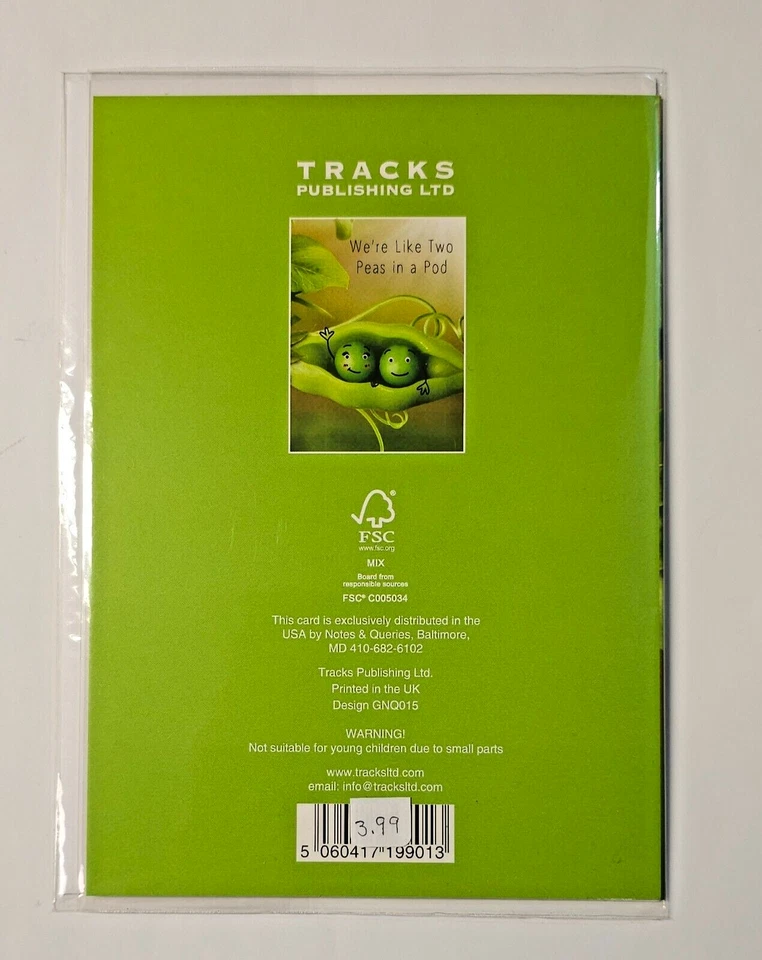 TRACKS
PUBLISHING LTD
We're Like Two
Peas in a Pod
®
FSC
www.fsc.org
MIX
Board from
responsible sources
FSC® C005034
This card is exclusively distributed in the
USA by Notes & Queries, Baltimore,
MD 410-682-6102
Tracks Publishing Ltd.
Printed in the UK
Design GNQ015
WARNING!
Not suitable for young children due to small parts
www.tracksltd.com
email: info@tracksltd.com
3.99
5 060417 199013